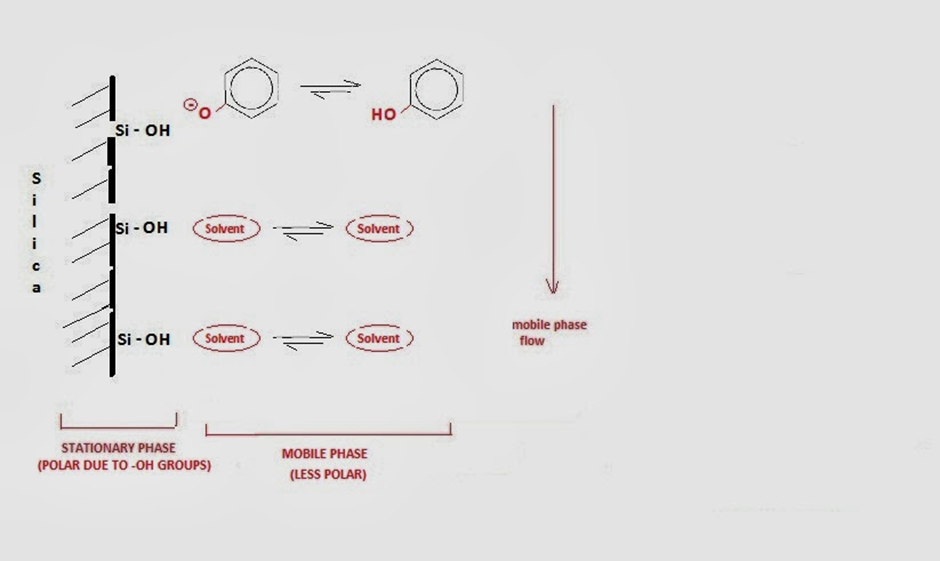 ⊖
O
HO
Si - OH
Silica
Si - OH
Solvent
Solvent
Si - OH
Solvent
Solvent
mobile phase
flow
STATIONARY PHASE
(POLAR DUE TO -OH GROUPS)
MOBILE PHASE
(LESS POLAR)